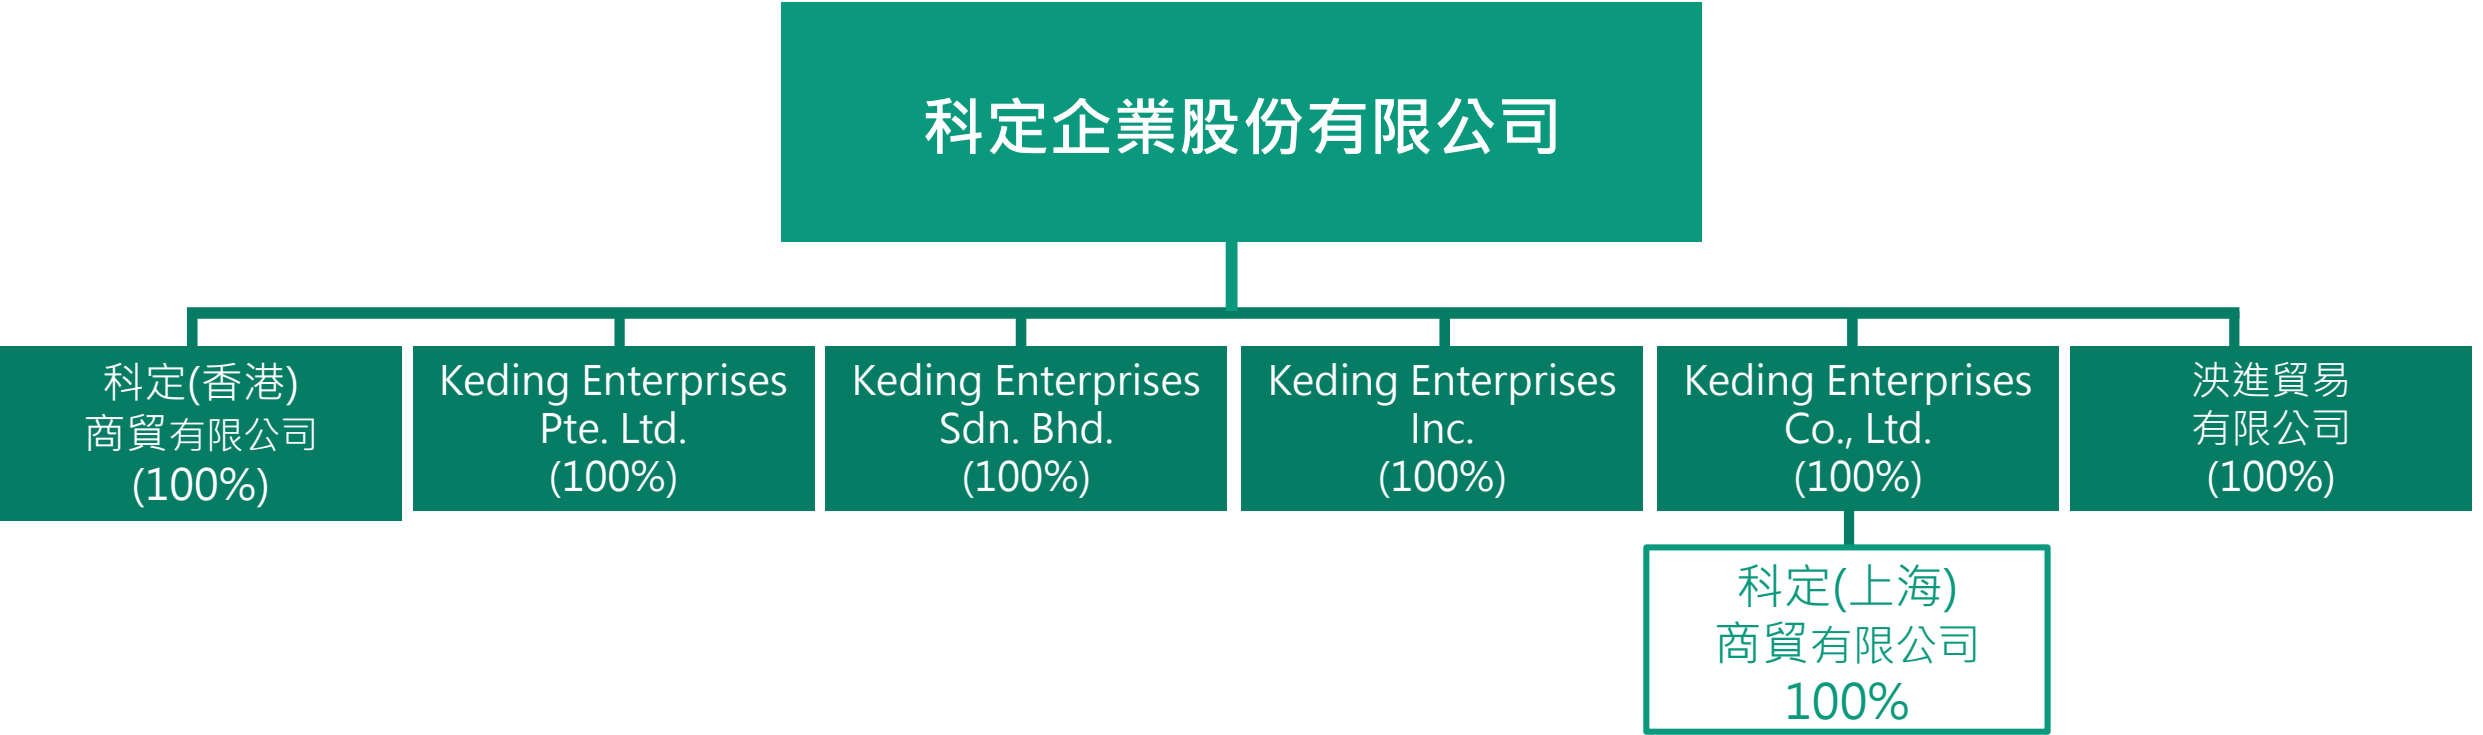 科定企業股份有限公司
科定(香港)
商貿有限公司
(100%)
Keding Enterprises
Pte. Ltd.
(100%)
Keding Enterprises
Sdn. Bhd.
(100%)
Keding Enterprises
Inc.
(100%)
Keding Enterprises
Co., Ltd.
(100%)
泱進貿易
有限公司
(100%)
科定(上海)
商貿有限公司
100%